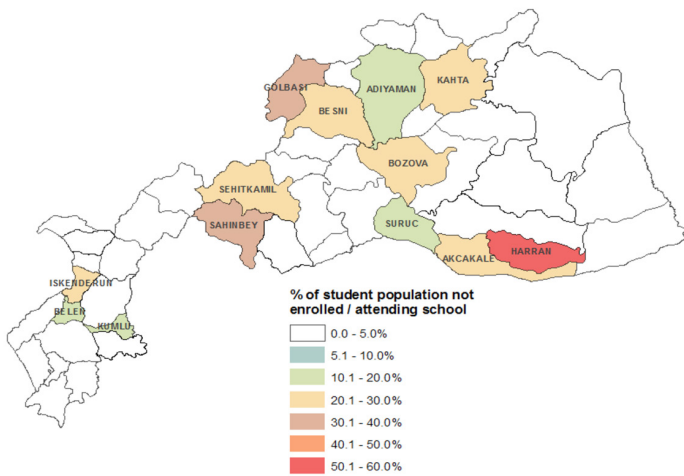 GOLBASI
ADIYAMAN
KAHTA
BESNI
BOZOVA
SEHITKAMIL
SAHINBEY
SURUC
HARRAN
AKCAKALE
ISKENDERUN
BELEN
KUMLU
% of student population not
enrolled / attending school
0.0 - 5.0%
5.1 - 10.0%
10.1 - 20.0%
20.1 - 30.0%
30.1 - 40.0%
40.1 - 50.0%
50.1 - 60.0%